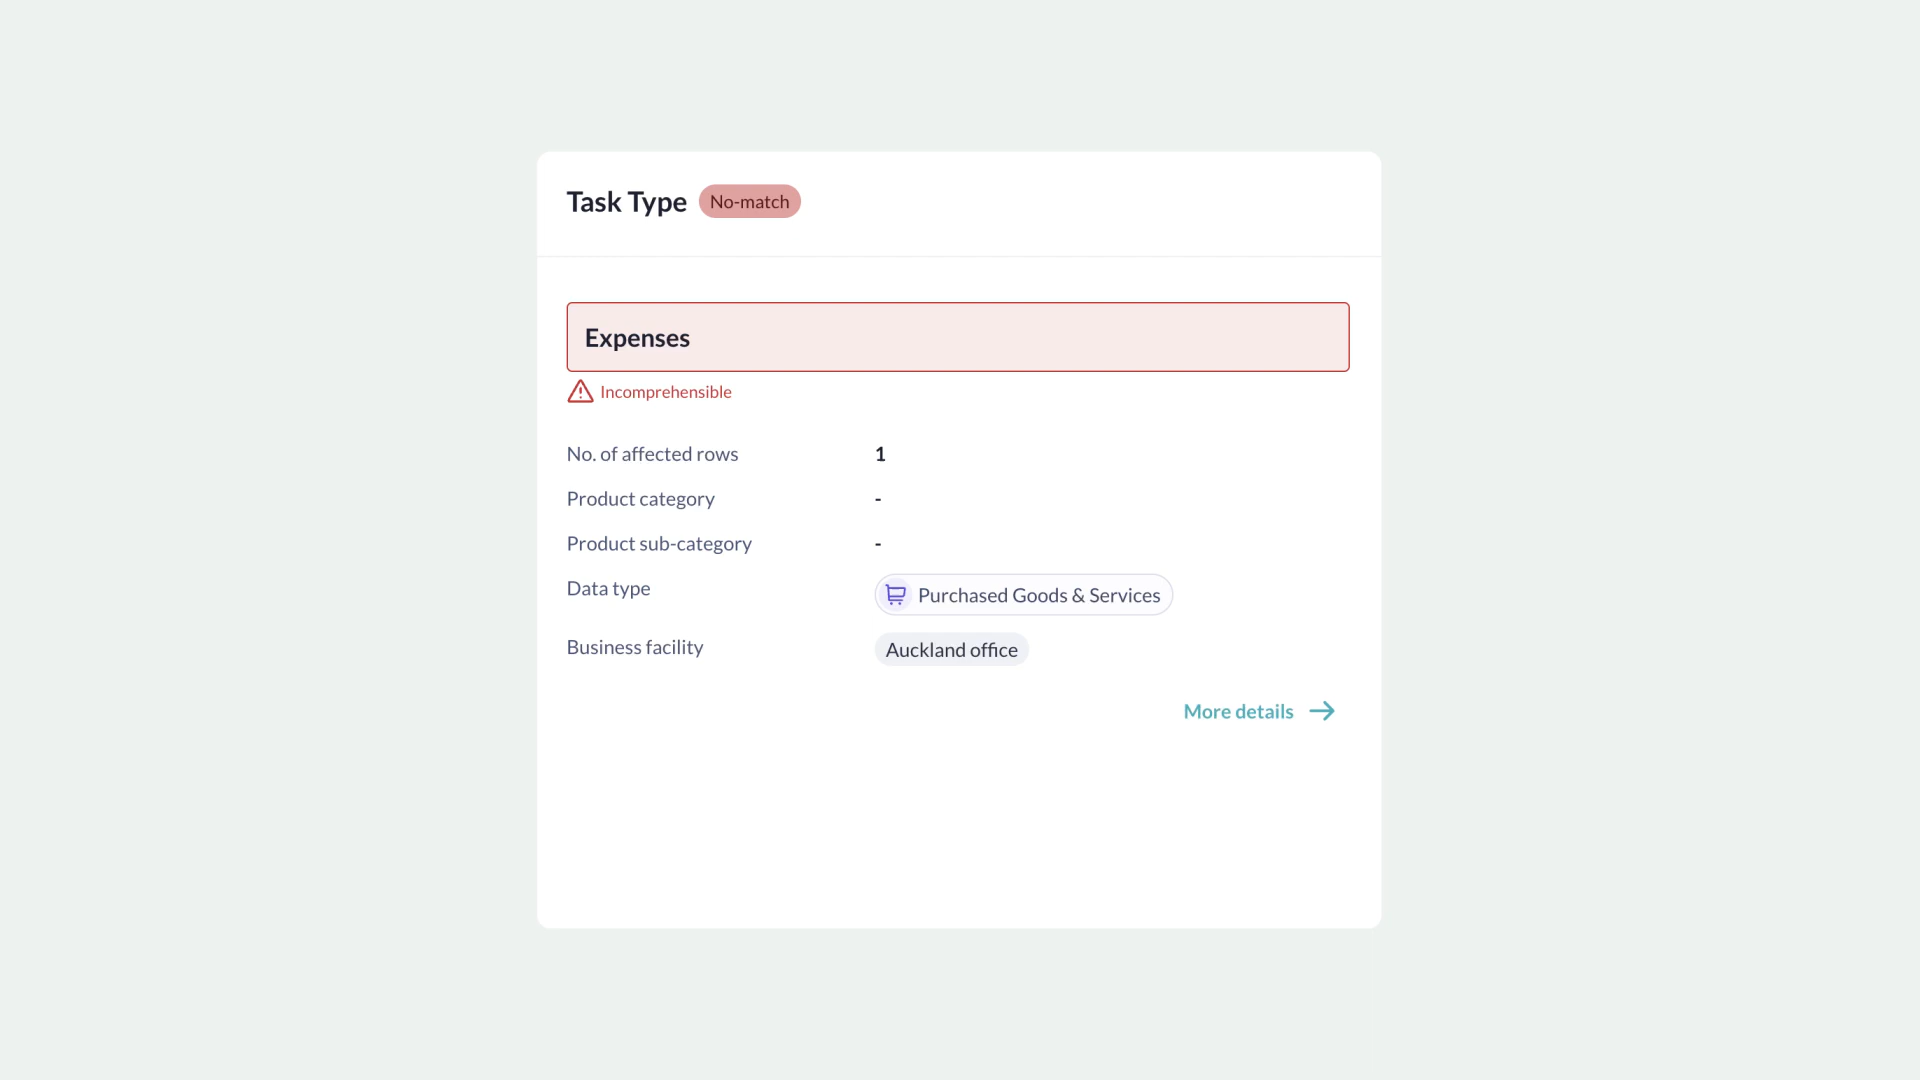 Task Type No-match
Expenses
Incomprehensible
No. of affected rows 1
Product category -
Product sub-category -
Data type Purchased Goods & Services
Business facility Auckland office
More details